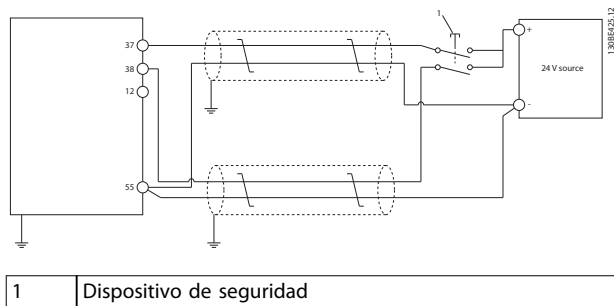 1
130BE425.12
37
+
38
24 V source
12
-
55
1 Dispositivo de seguridad